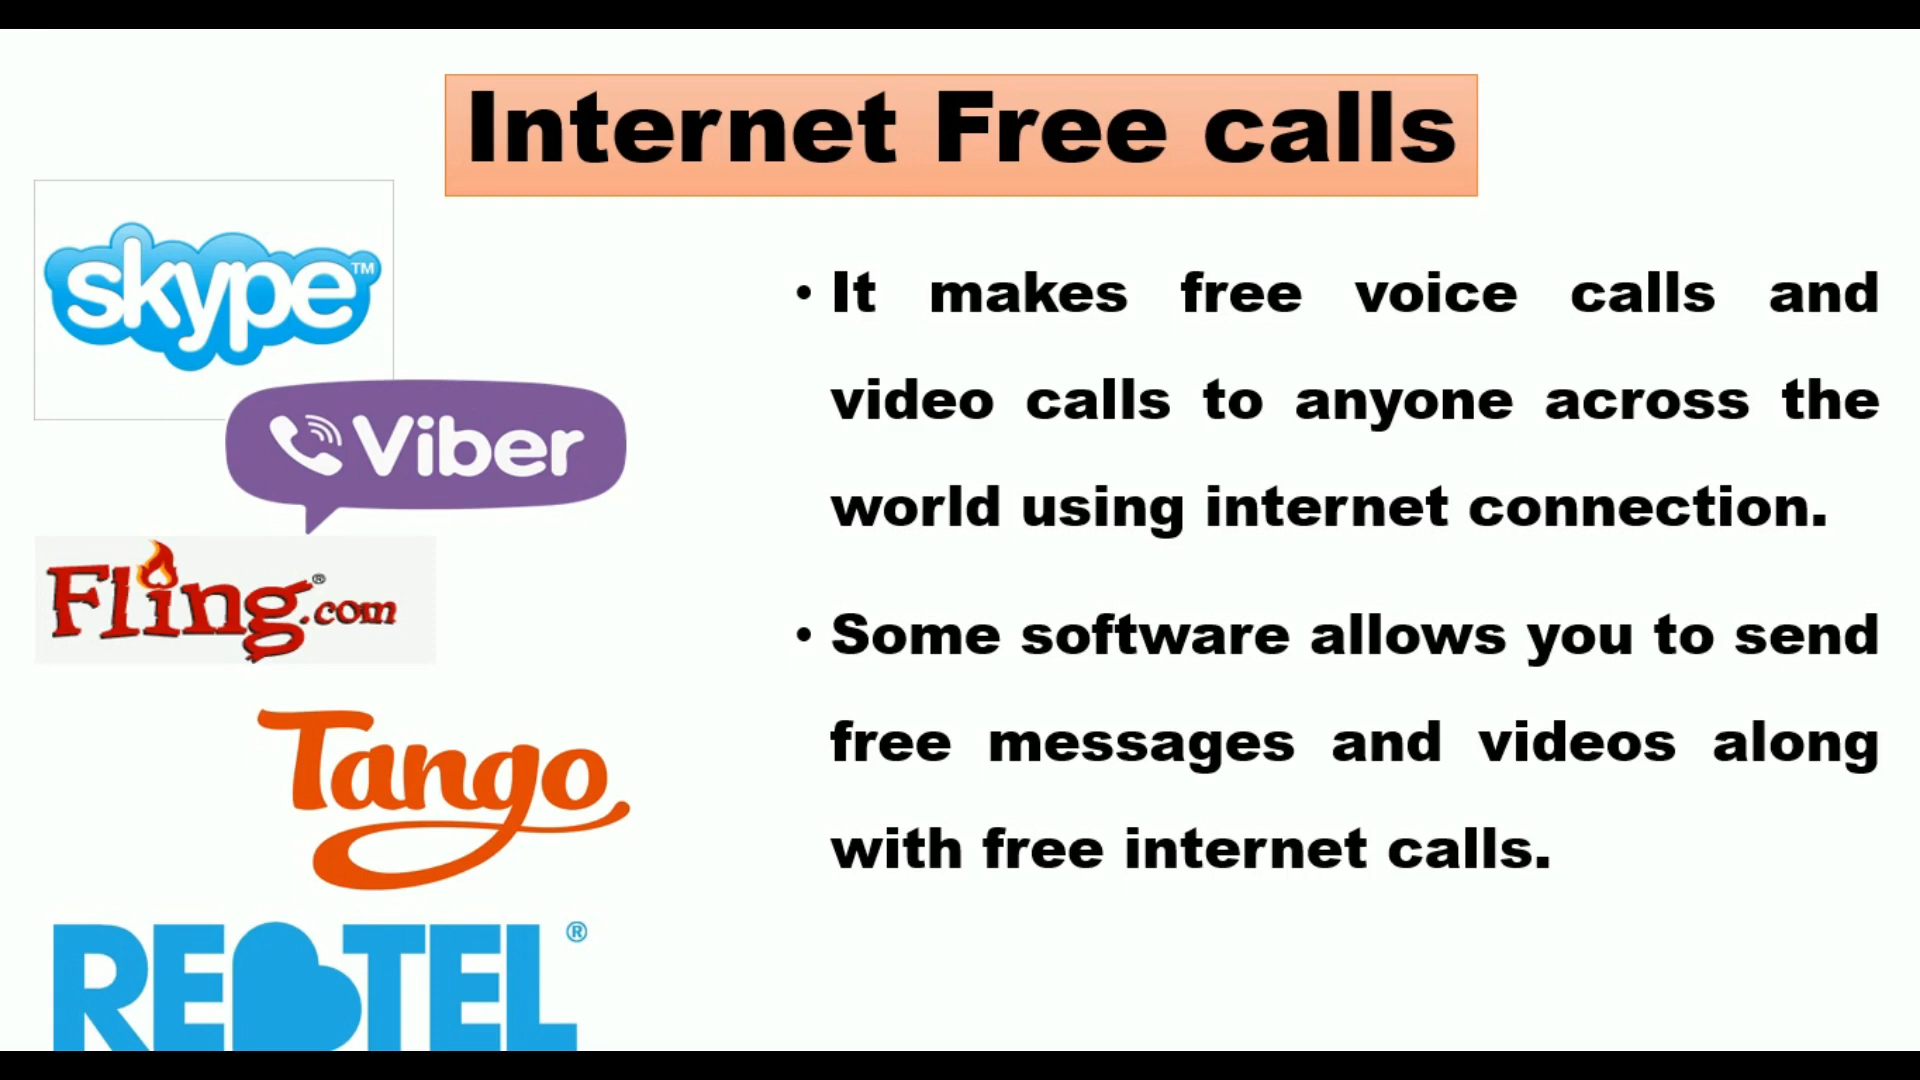 Internet Free calls
skype™
Viber
Fling®.com
Tango
REBTEL®
• It makes free voice calls and
video calls to anyone across the
world using internet connection.
• Some software allows you to send
free messages and videos along
with free internet calls.